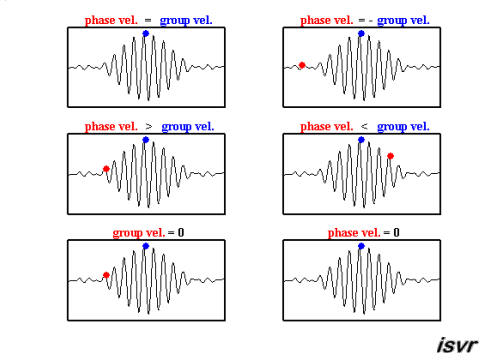 phase vel. = group vel.
phase vel. = - group vel.
phase vel. > group vel.
phase vel. < group vel.
group vel. = 0
phase vel. = 0
isvr